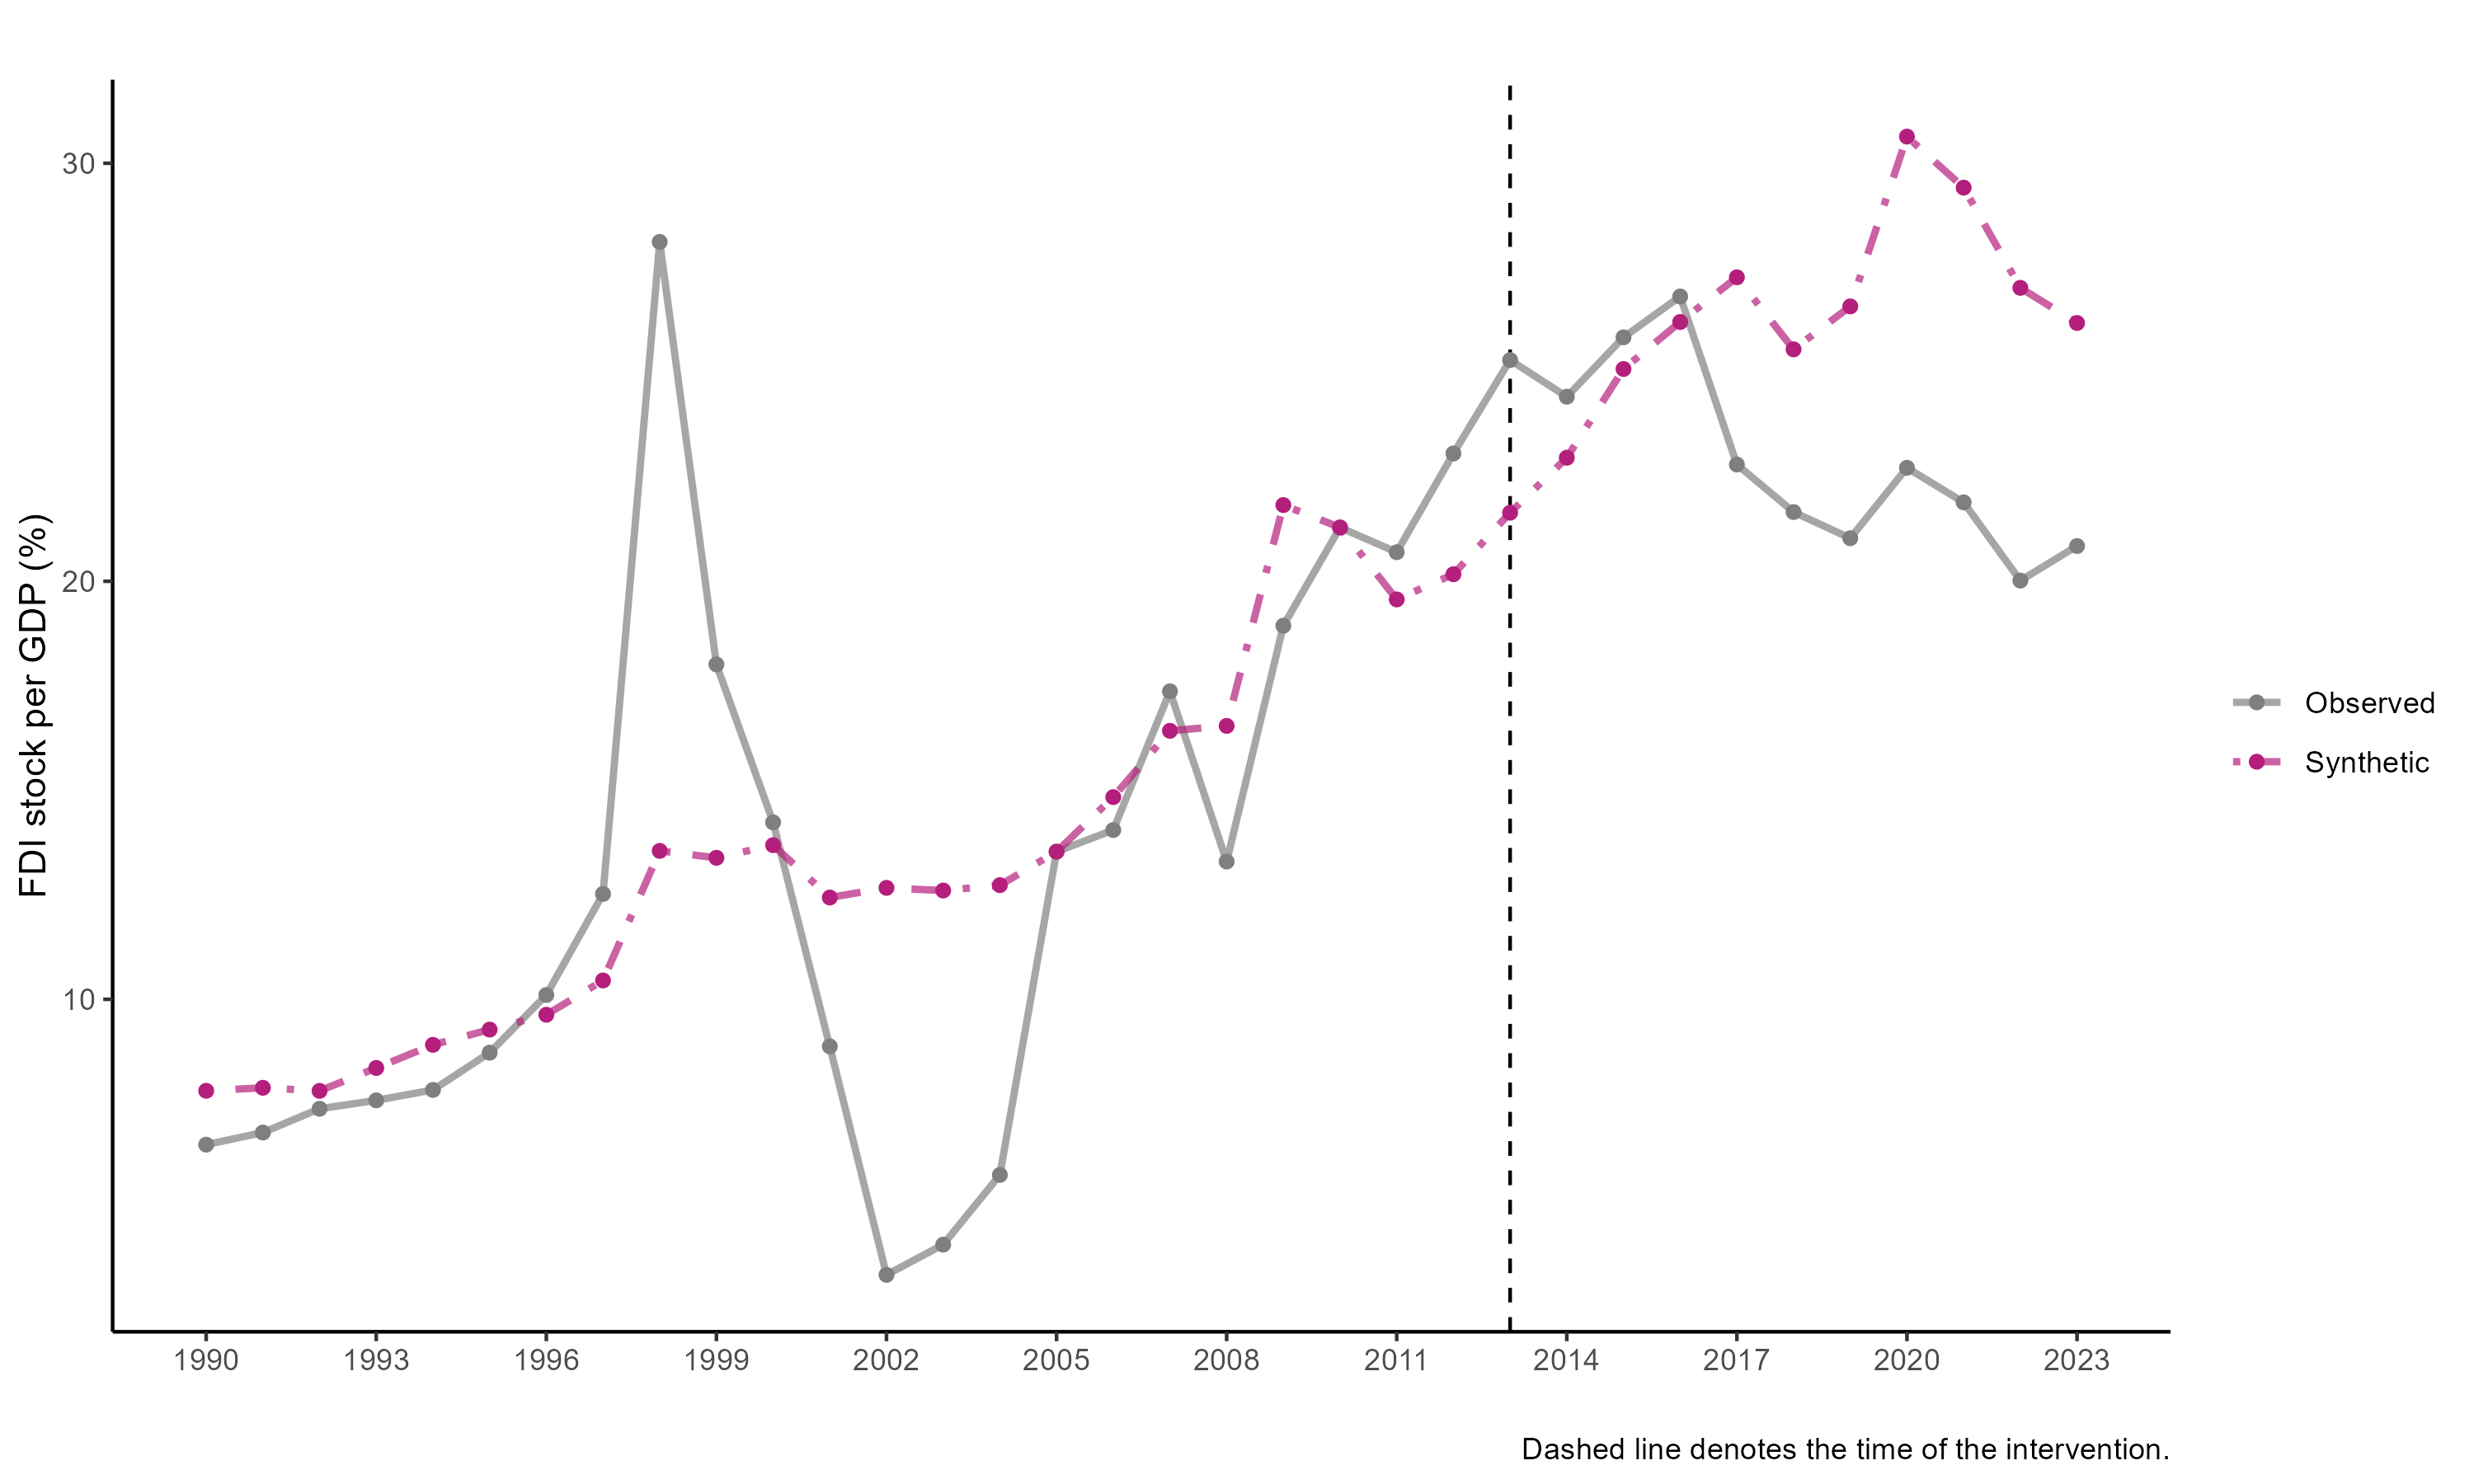 FDI stock per GDP (%)
30
20
10
1990 1993 1996 1999 2002 2005 2008 2011 2014 2017 2020 2023
Observed
Synthetic
Dashed line denotes the time of the intervention.